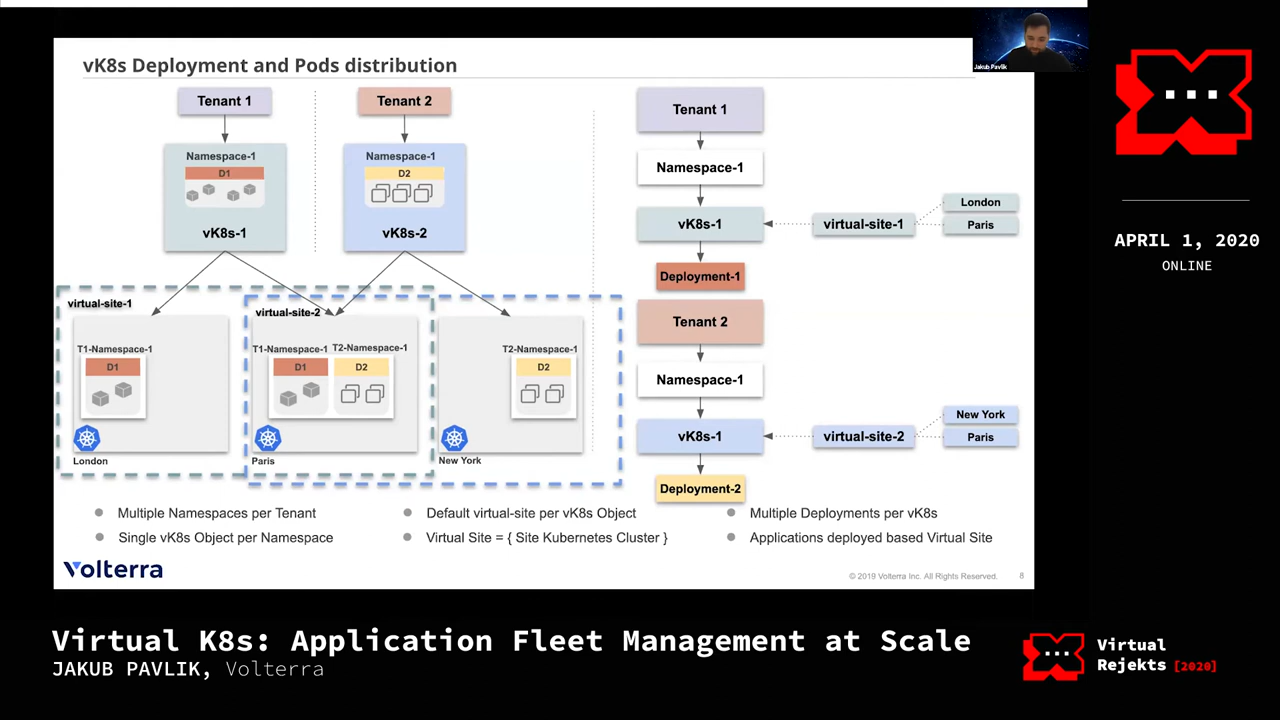 vK8s Deployment and Pods distribution
Jakub Pavlik
Tenant 1
Tenant 2
Namespace-1
D1
vK8s-1
Namespace-1
D2
vK8s-2
virtual-site-1
virtual-site-2
T1-Namespace-1
D1
London
T1-Namespace-1
T2-Namespace-1
D1
D2
Paris
T2-Namespace-1
D2
New York
Tenant 1
Namespace-1
vK8s-1
virtual-site-1
London
Paris
Deployment-1
Tenant 2
Namespace-1
vK8s-1
virtual-site-2
New York
Paris
Deployment-2
Multiple Namespaces per Tenant
Single vK8s Object per Namespace
Default virtual-site per vK8s Object
Virtual Site = { Site Kubernetes Cluster }
Multiple Deployments per vK8s
Applications deployed based Virtual Site
Volterra
© 2019 Volterra Inc. All Rights Reserved.
8
APRIL 1, 2020
ONLINE
Virtual K8s: Application Fleet Management at Scale
JAKUB PAVLIK, Volterra
Virtual
Rejekts [2020]